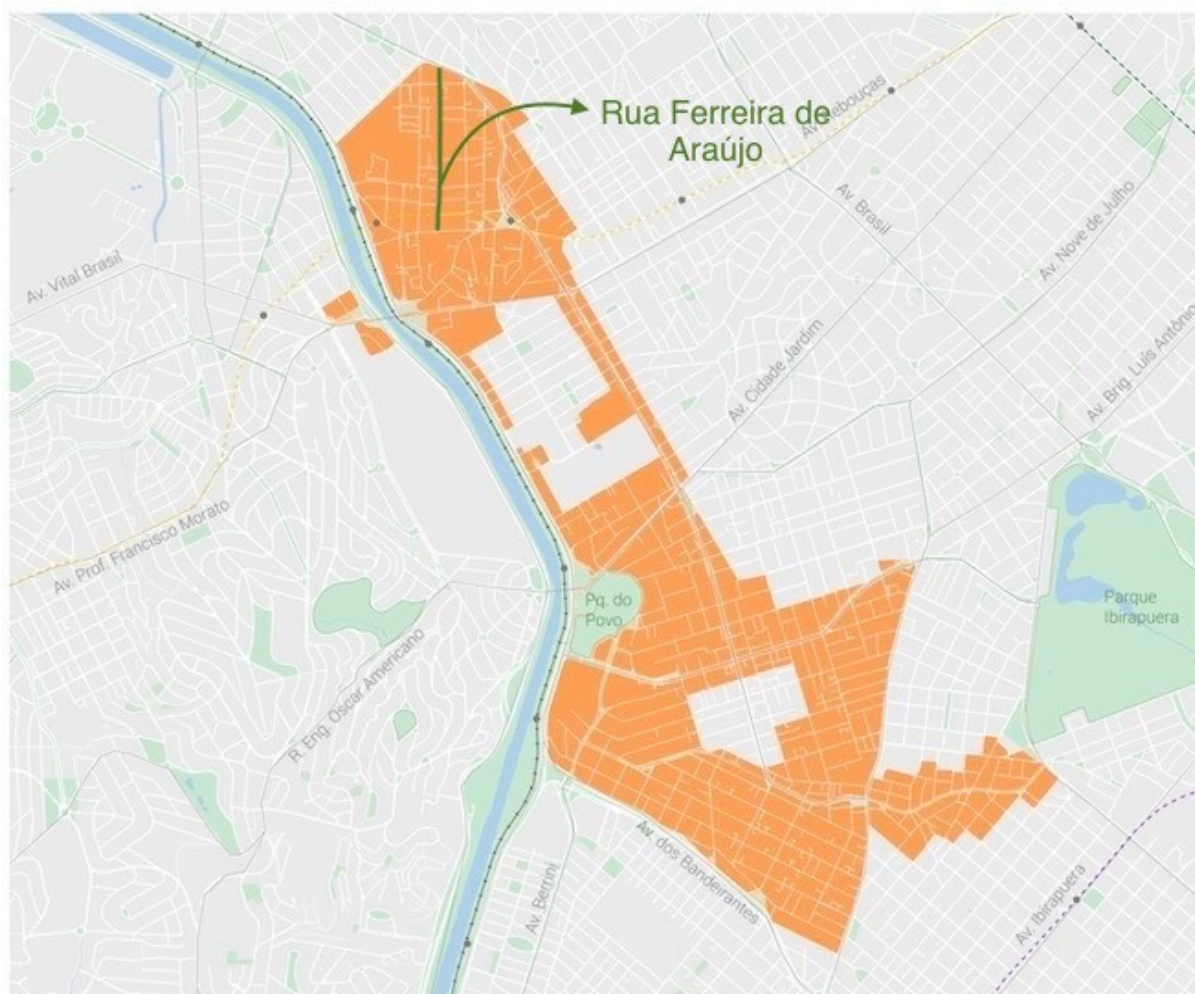 Rua Ferreira de
Araújo
Av. Rebouças
Av. Brasil
Av. Nove de Julho
Av. Vital Brasil
Av. Cidade Jardim
Av. Brig. Luís Antônio
Av. Prof. Francisco Morato
Pq. do
Povo
Parque
Ibirapuera
R. Eng. Oscar Americano
Av. dos Bandeirantes
Av. Berrini
Av. Ibirapuera